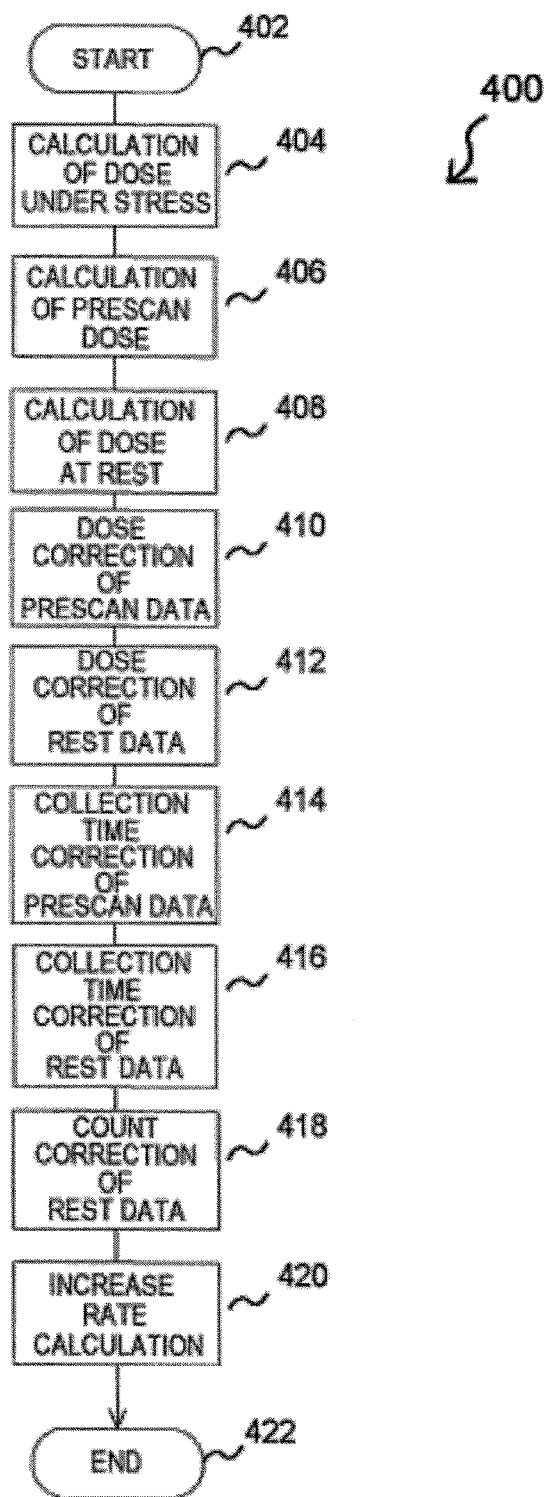 402
START
400
CALCULATION
OF DOSE
UNDER STRESS
404
CALCULATION
OF PRESCAN
DOSE
406
CALCULATION
OF DOSE
AT REST
408
DOSE
CORRECTION
OF
PRESCAN DATA
410
DOSE
CORRECTION
OF
REST DATA
412
COLLECTION
TIME
CORRECTION
OF
PRESCAN DATA
414
COLLECTION
TIME
CORRECTION
OF
REST DATA
416
COUNT
CORRECTION
OF
REST DATA
418
INCREASE
RATE
CALCULATION
420
END
422